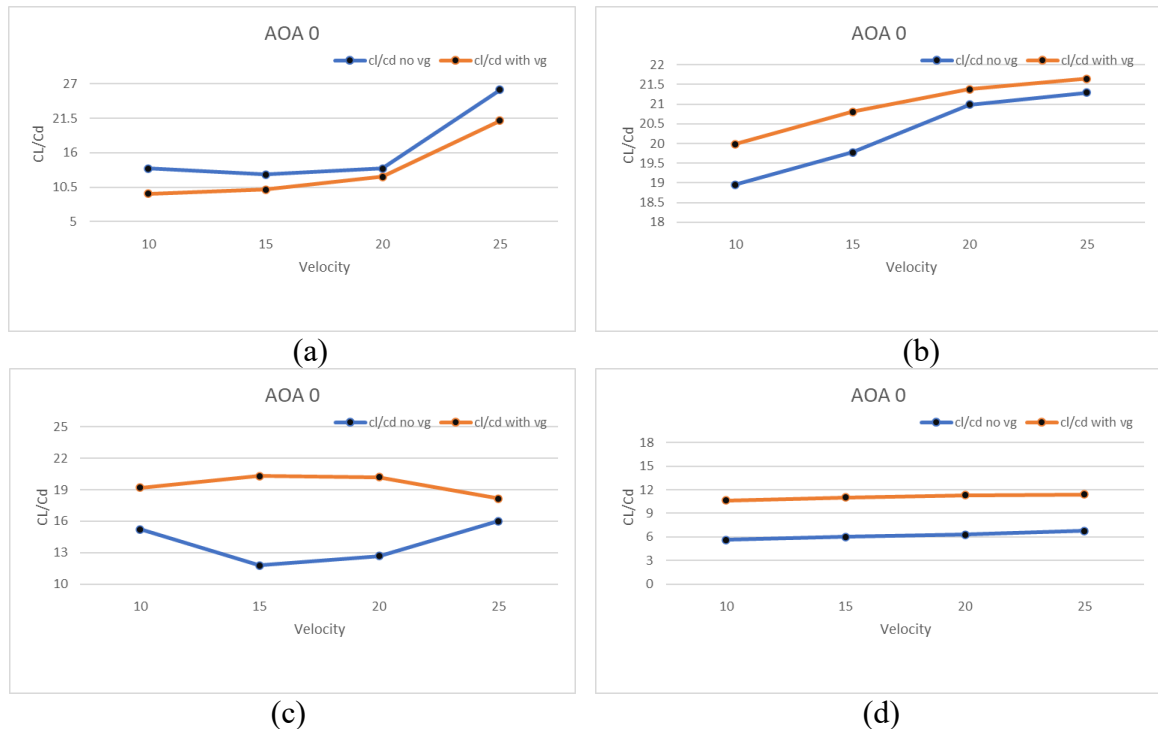 AOA 0
cl/cd no vg cl/cd with vg
27
21.5
16
10.5
5
CL/Cd
10 15 20 25
Velocity
(a)
AOA 0
cl/cd no vg cl/cd with vg
22
21.5
21
20.5
20
19.5
19
18.5
18
CL/Cd
10 15 20 25
Velocity
(b)
AOA 0
cl/cd no vg cl/cd with vg
25
22
19
16
13
10
CL/Cd
10 15 20 25
Velocity
(c)
AOA 0
cl/cd no vg cl/cd with vg
18
15
12
9
6
3
0
CL/Cd
10 15 20 25
Velocity
(d)